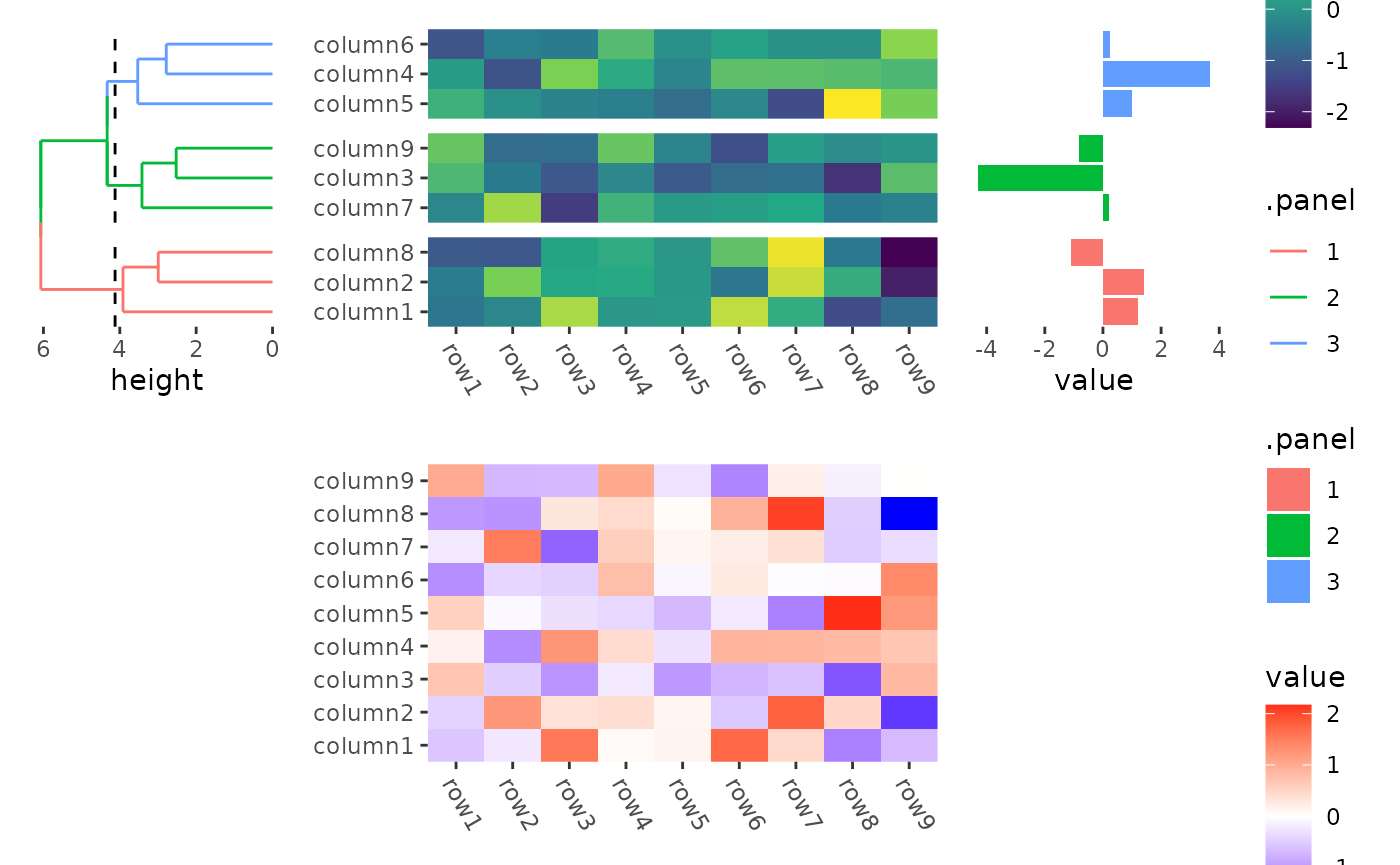 0
-1
-2
column6
column4
column5
column9
column3
column7
column8
column2
column1
6 4 2 0
height
row1 row2 row3 row4 row5 row6 row7 row8 row9
-4 -2 0 2 4
value
.panel
1
2
3
.panel
1
2
3
column9
column8
column7
column6
column5
column4
column3
column2
column1
row1 row2 row3 row4 row5 row6 row7 row8 row9
value
2
1
0